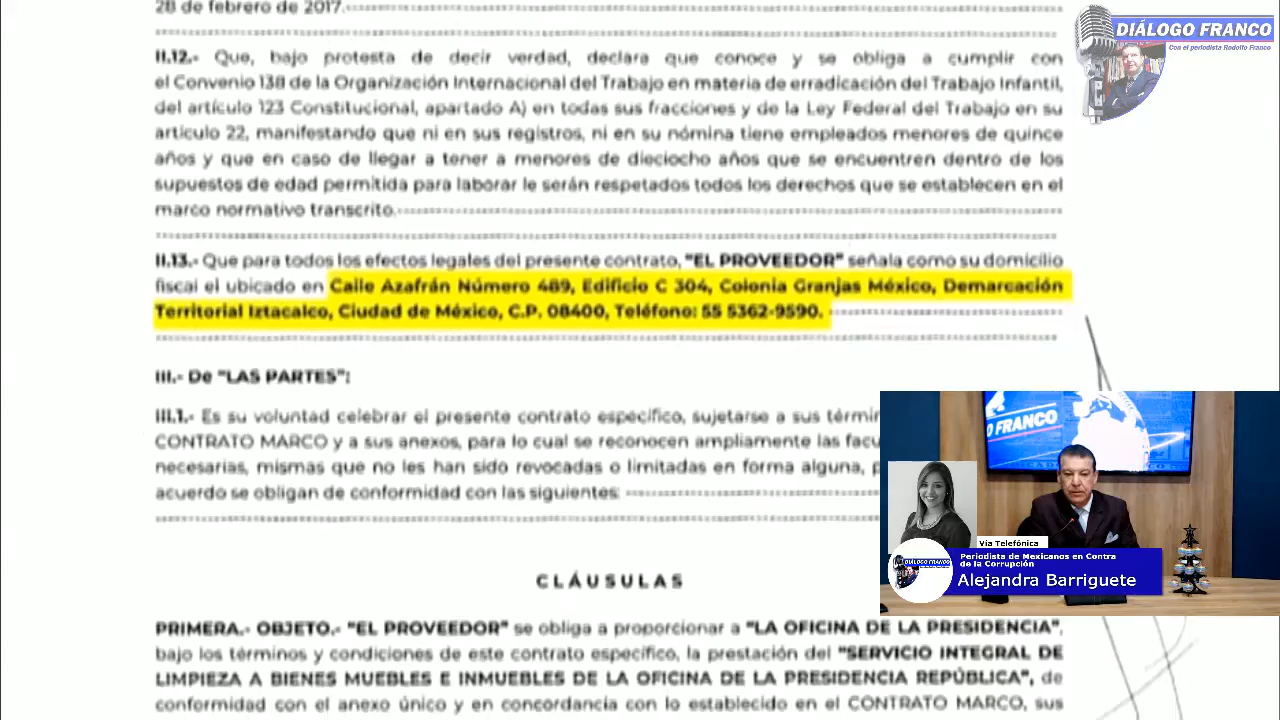 28 de febrero de 2017.
II.12.- Que, bajo protesta de decir verdad, declara que conoce y se obliga a cumplir con
el Convenio 138 de la Organización Internacional del Trabajo en materia de erradicación del Trabajo Infantil,
del artículo 123 Constitucional, apartado A) en todas sus fracciones y de la Ley Federal del Trabajo en su
artículo 22, manifestando que ni en sus registros, ni en su nómina tiene empleados menores de quince
años y que en caso de llegar a tener a menores de dieciocho años que se encuentren dentro de los
supuestos de edad permitida para laborar le serán respetados todos los derechos que se establecen en el
marco normativo transcrito.
II.13.- Que para todos los efectos legales del presente contrato, "EL PROVEEDOR" señala como su domicilio
fiscal el ubicado en Calle Azafrán Número 489, Edificio C 304, Colonia Granjas México, Demarcación
Territorial Iztacalco, Ciudad de México, C.P. 08400, Teléfono: 55 5362-9590.
III.- De "LAS PARTES":
III.1.- Es su voluntad celebrar el presente contrato específico, sujetarse a sus términ
CONTRATO MARCO y a sus anexos, para lo cual se reconocen ampliamente las facu
necesarias, mismas que no les han sido revocadas o limitadas en forma alguna, p
acuerdo se obligan de conformidad con las siguientes:
CLÁUSULAS
PRIMERA.- OBJETO.- "EL PROVEEDOR" se obliga a proporcionar a "LA OFICINA DE LA PRESIDENCIA",
bajo los términos y condiciones de este contrato específico, la prestación del "SERVICIO INTEGRAL DE
LIMPIEZA A BIENES MUEBLES E INMUEBLES DE LA OFICINA DE LA PRESIDENCIA REPÚBLICA", de
conformidad con el anexo único y en concordancia con lo establecido en el CONTRATO MARCO, sus
DIÁLOGO FRANCO
Con el periodista Rodolfo Franco
O FRANCO
Vía Telefónica
DIÁLOGO FRANCO
Periodista de Mexicanos en Contra
de la Corrupción
Alejandra Barriguete